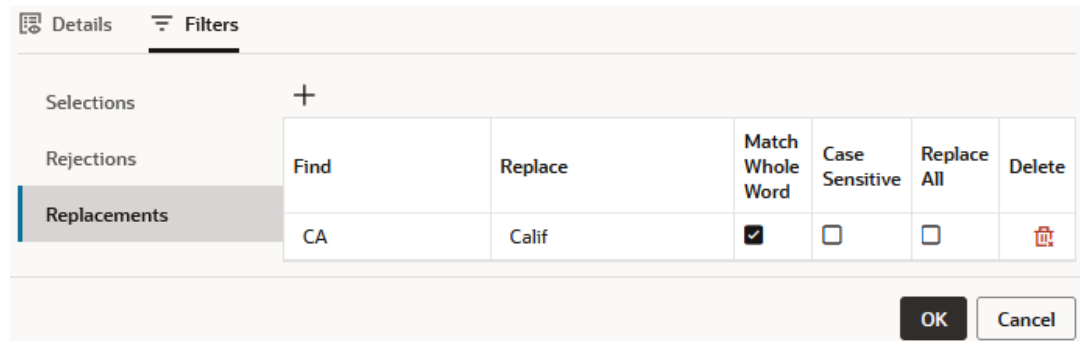 Details Filters
Selections
Rejections
Replacements
Find Replace Match Whole Word Case Sensitive Replace All Delete
CA Calif
OK Cancel